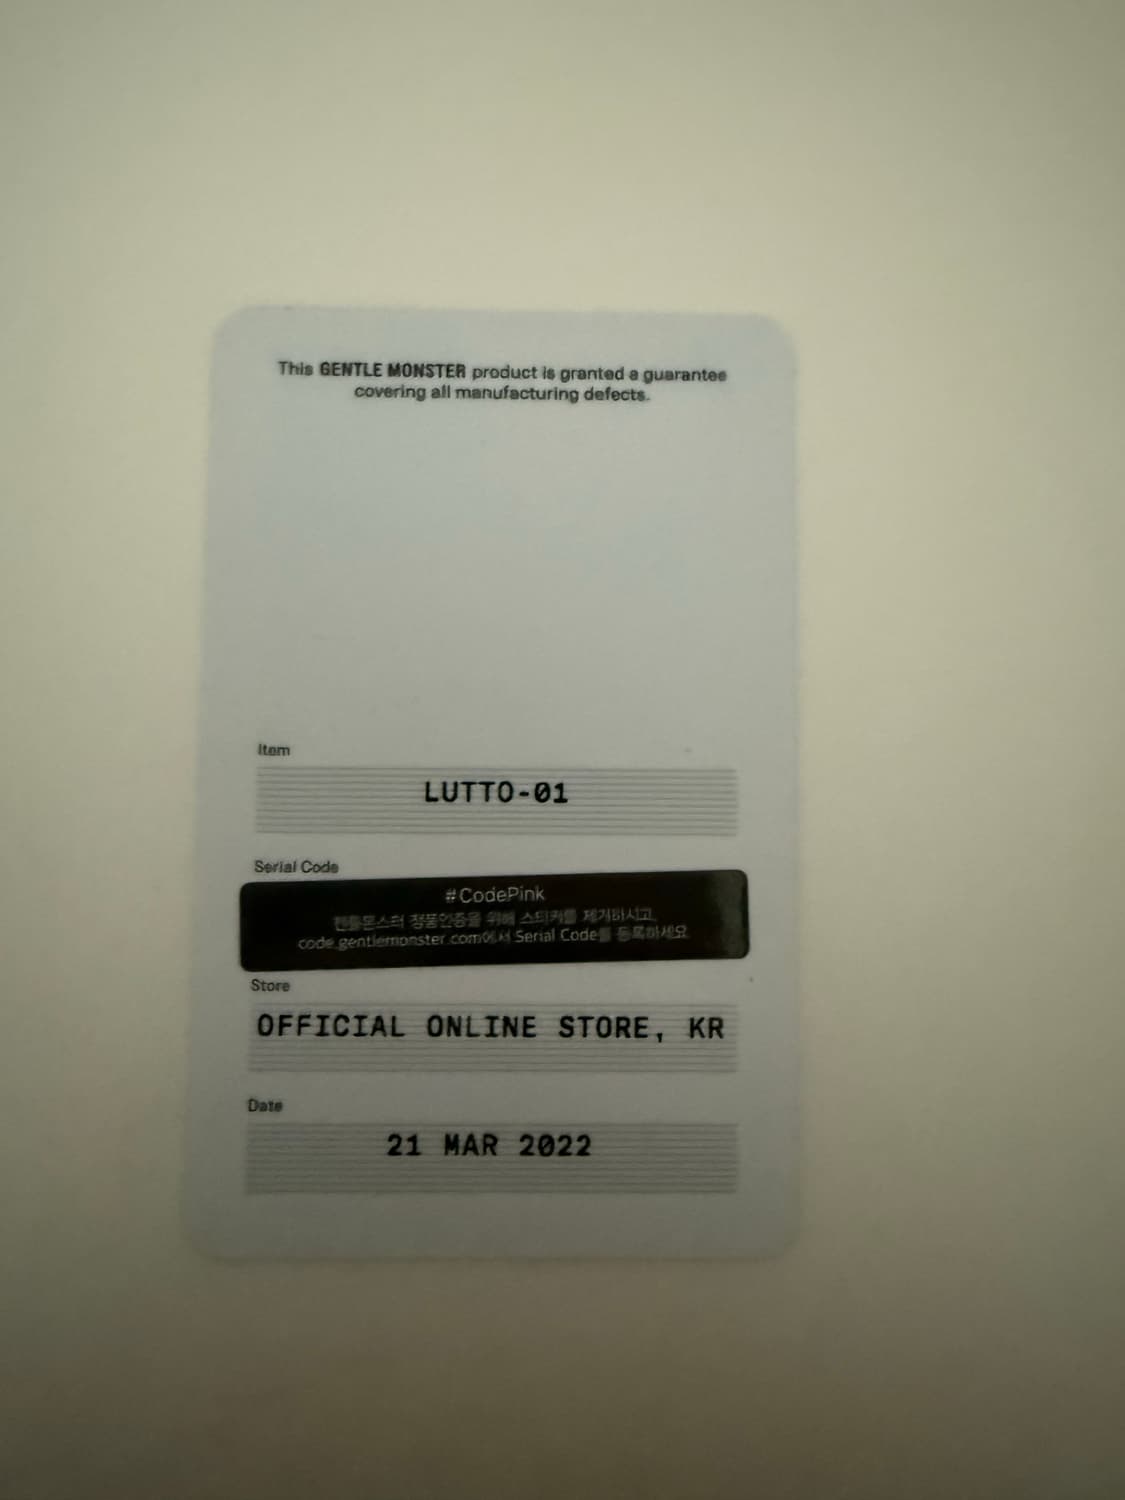 This GENTLE MONSTER product is granted a guarantee
covering all manufacturing defects.
Item
LUTTO-01
Serial Code
#CodePink
젠틀몬스터 정품인증을 위해 스티커를 제거하시고,
code.gentlemonster.com에서 Serial Code를 등록하세요
Store
OFFICIAL ONLINE STORE, KR
Date
21 MAR 2022